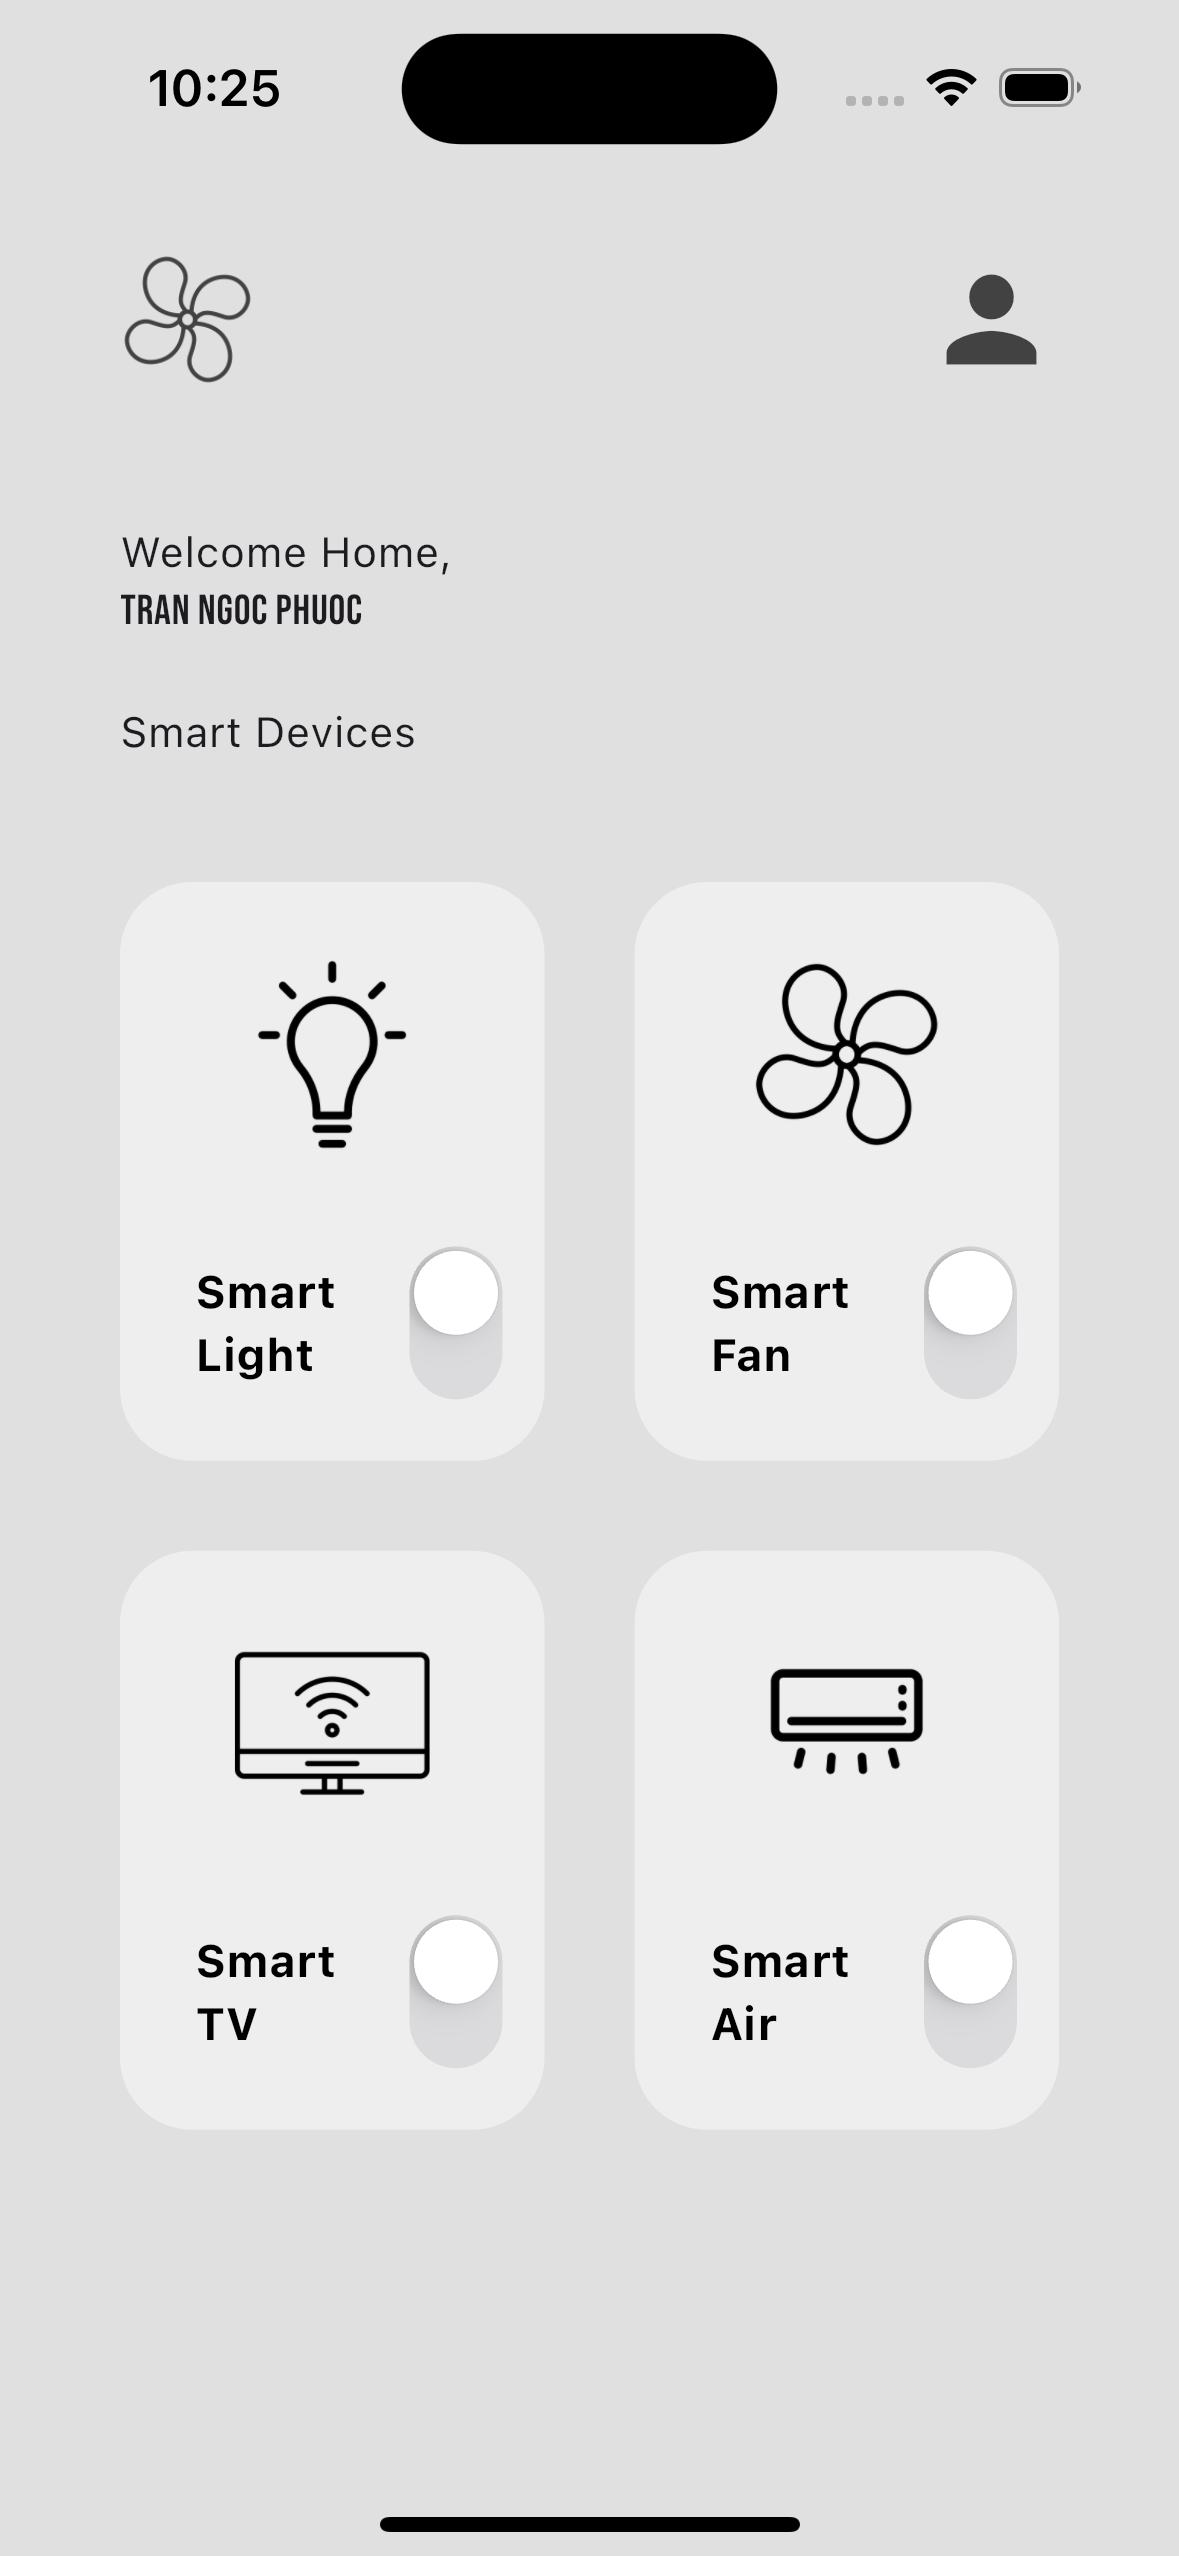 10:25
Welcome Home,
TRAN NGOC PHUOC
Smart Devices
Smart
Light
Smart
Fan
Smart
TV
Smart
Air